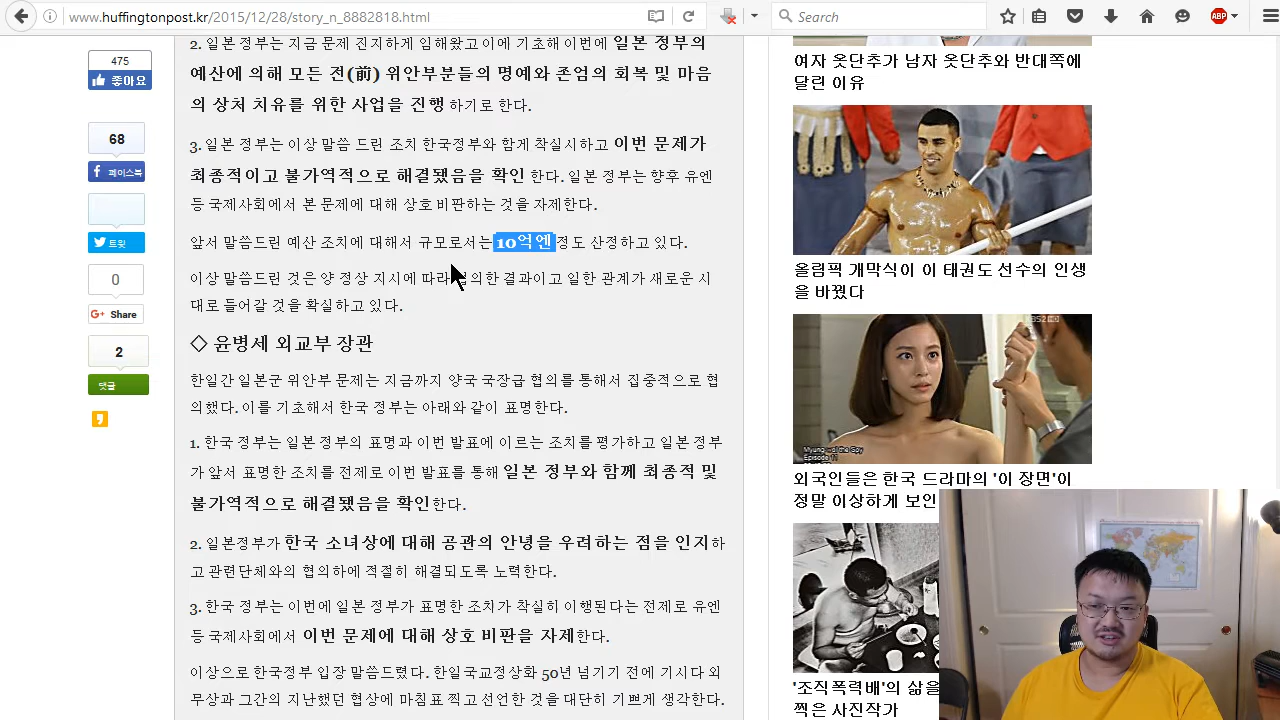 www.huffingtonpost.kr/2015/12/28/story_n_8882818.html
Search
ABP
475
좋아요
68
페이스북
트윗
0
G+ Share
2
댓글
2. 일본 정부는 지금 문제 진지하게 임해왔고 이에 기초해 이번에 일본 정부의
예산에 의해 모든 전(前) 위안부분들의 명예와 존엄의 회복 및 마음
의 상처 치유를 위한 사업을 진행하기로 한다.
3. 일본 정부는 이상 말씀 드린 조치 한국정부와 함게 착실시하고 이번 문제가
최종적이고 불가역적으로 해결됐음을 확인 한다. 일본 정부는 향후 유엔
등 국제사회에서 본 문제에 대해 상호 비판하는 것을 자제한다.
앞서 말씀드린 예산 조치에 대해서 규모로서는 10억엔 정도 산정하고 있다.
이상 말씀드린 것은 양 정상 지시에 따라 의한 결과이고 일한 관계가 새로운 시
대로 들어갈 것을 확실하고 있다.
◇ 윤병세 외교부 장관
한일간 일본군 위안부 문제는 지금까지 양국 국장급 협의를 통해서 집중적으로 협
의했다. 이를 기초해서 한국 정부는 아래와 같이 표명한다.
1. 한국 정부는 일본 정부의 표명과 이번 발표에 이르는 조치를 평가하고 일본 정부
가 앞서 표명한 조치를 전제로 이번 발표를 통해 일본 정부와 함께 최종적 및
불가역적으로 해결됐음을 확인한다.
2. 일본정부가 한국 소녀상에 대해 공관의 안녕을 우려하는 점을 인지하
고 관련단체와의 협의하에 적절히 해결되도록 노력한다.
3. 한국 정부는 이번에 일본 정부가 표명한 조치가 착실히 이행된다는 전제로 유엔
등 국제사회에서 이번 문제에 대해 상호 비판을 자제한다.
이상으로 한국정부 입장 말씀드렸다. 한일국교정상화 50년 넘기기 전에 기시다 외
무상과 그간의 지난했던 협상에 마침표 찍고 선언한 것을 대단히 기쁘게 생각한다.
여자 옷단추가 남자 옷단추와 반대쪽에
달린 이유
올림픽 개막식이 이 태권도 선수의 인생
을 바꿨다
KBS2
Myung-wol the Spy
Episode 11
외국인들은 한국 드라마의 '이 장면'이
정말 이상하게 보인
'조직폭력배'의 삶을
찍은 사진작가